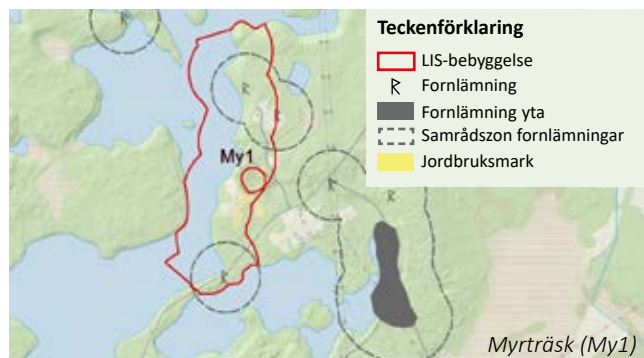 Teckenförklaring
LIS-bebyggelse
Fornlämning
Fornlämning yta
Samrådszon fornlämningar
Jordbruksmark
My1
Myrträsk (My1)